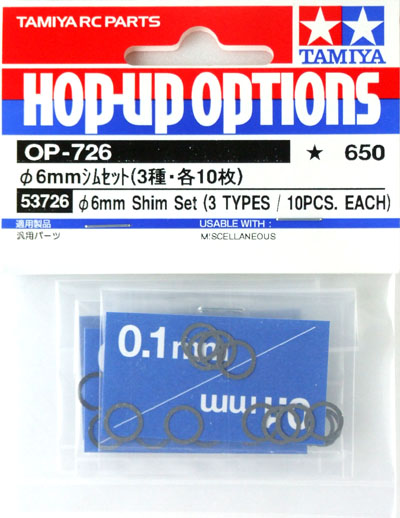 TAMIYA RC PARTS
TAMIYA
HOP-UP OPTIONS
OP-726 ★ 650
φ6mmシムセット(3種・各10枚)
53726 φ6mm Shim Set (3 TYPES / 10PCS. EACH)
適用製品 USABLE WITH :
汎用パーツ MISCELLANEOUS
0.1mm
0.1mm